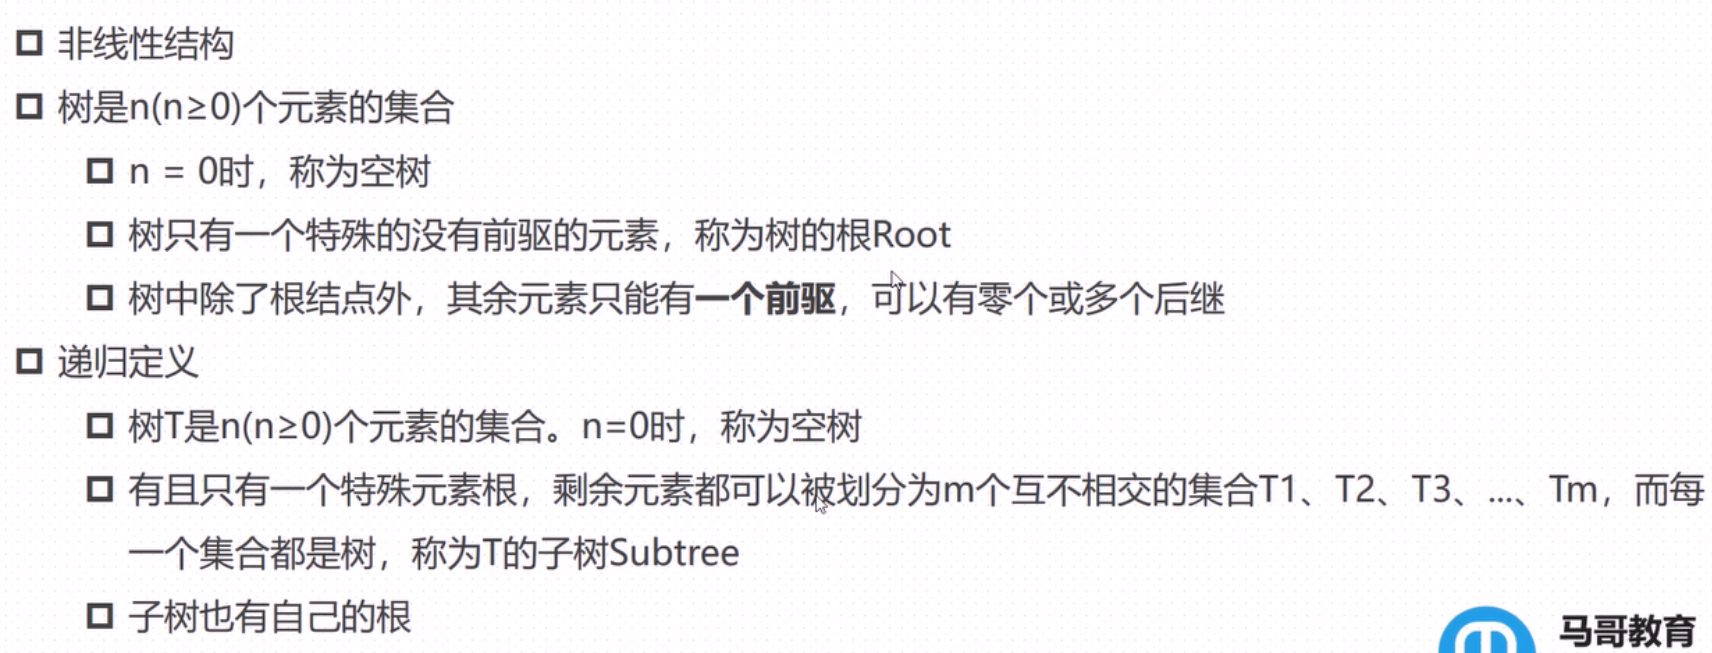 非线性结构
树是n(n≥0)个元素的集合
n = 0时，称为空树
树只有一个特殊的没有前驱的元素，称为树的根Root
树中除了根结点外，其余元素只能有一个前驱，可以有零个或多个后继
递归定义
树T是n(n≥0)个元素的集合。n=0时，称为空树
有且只有一个特殊元素根，剩余元素都可以被划分为m个互不相交的集合T1、T2、T3、...、Tm，而每
一个集合都是树，称为T的子树Subtree
子树也有自己的根
马哥教育